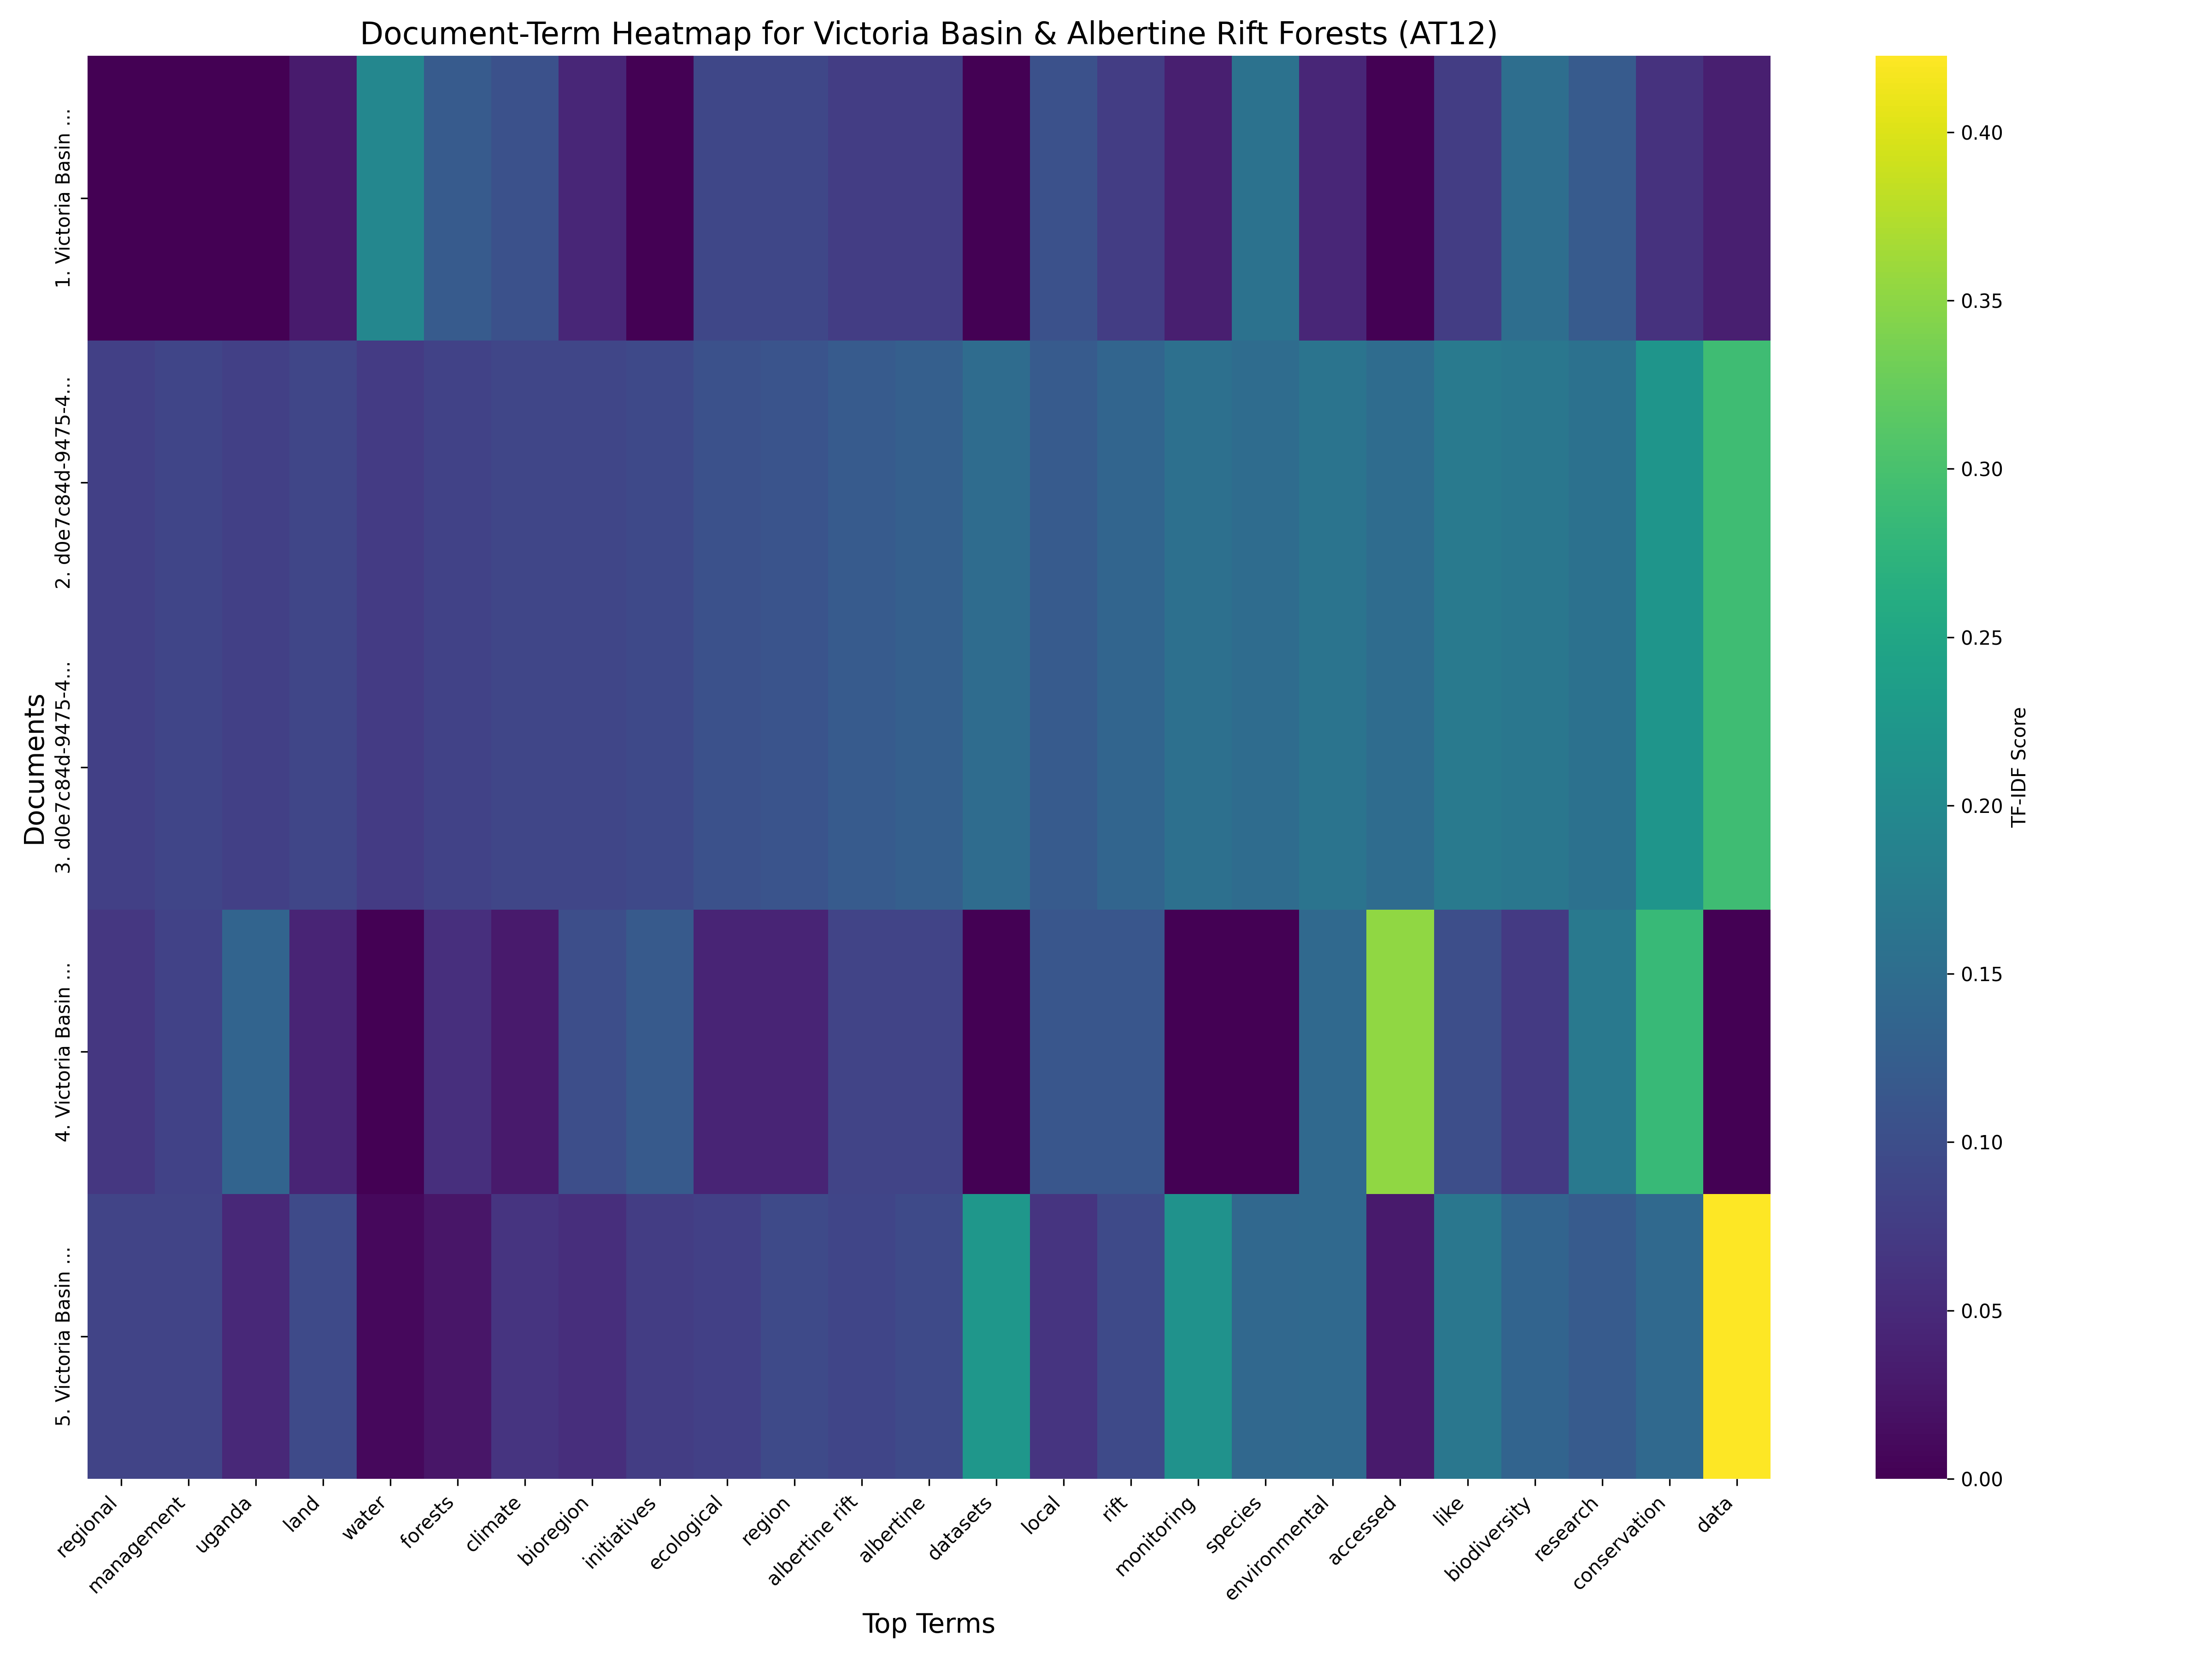 Document-Term Heatmap for Victoria Basin & Albertine Rift Forests (AT12)
Documents
1. Victoria Basin ...
2. d0e7c84d-9475-4...
3. d0e7c84d-9475-4...
4. Victoria Basin ...
5. Victoria Basin ...
regional
management
uganda
land
water
forests
climate
bioregion
initiatives
ecological
region
albertine rift
albertine
datasets
local
rift
monitoring
species
environmental
accessed
like
biodiversity
research
conservation
data
Top Terms
0.40
0.35
0.30
0.25
0.20
0.15
0.10
0.05
0.00
TF-IDF Score